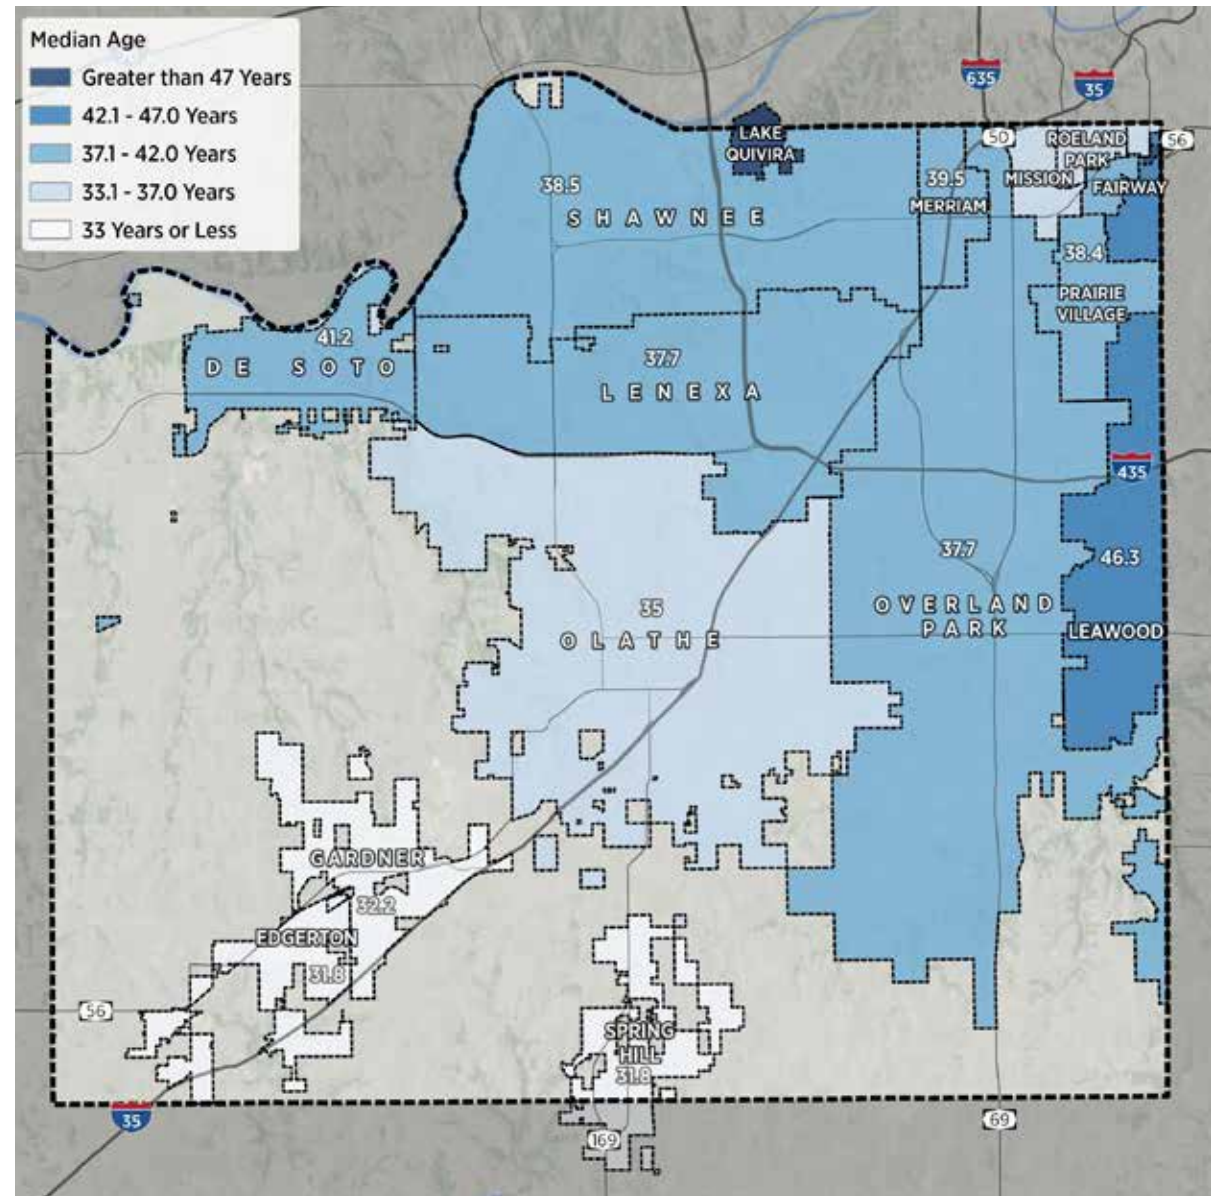 Median Age
Greater than 47 Years
42.1 - 47.0 Years
37.1 - 42.0 Years
33.1 - 37.0 Years
33 Years or Less
635
35
50
56
LAKE
QUIVIRA
ROELAND
PARK
MISSION
FAIRWAY
39.5
MERRIAM
38.5
SHAWNEE
38.4
PRAIRIE
VILLAGE
41.2
DE SOTO
37.7
LENEXA
435
37.7
OVERLAND
PARK
46.3
LEAWOOD
35
OLATHE
GARDNER
32.2
EDGERTON
31.8
56
SPRING
HILL
31.8
35
169
69